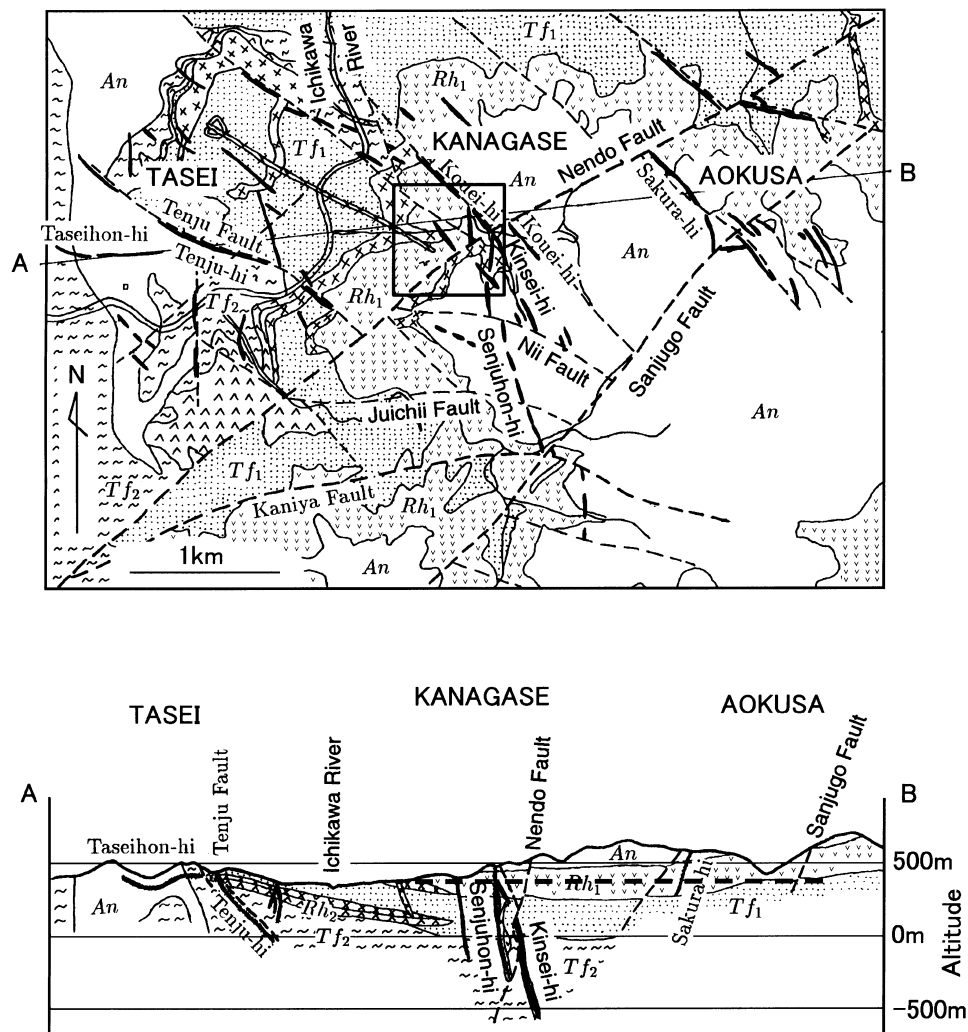 Tf1
An
Ichikawa
River
Rh1
KANAGASE
Tf1
Nendo Fault
TASEI
Kouei-hi
An
AOKUSA
B
Sakura-hi
Tenju Fault
Taseihon-hi
Tenju-hi
Kouei-hi
Kinsei-hi
An
A
Tf2
Rh1
Senjuhon-hi
Nii Fault
Sanjugo Fault
N
Juichii Fault
An
Tf1
Tf2
Kaniya Fault
Rh1
1km
An
KANAGASE
TASEI
AOKUSA
A
B
Tenju Fault
Ichikawa River
Nendo Fault
Sanjugo Fault
Taseihon-hi
An
500m
Rh1
Sakura-hi
An
Rh2
Tf1
Tenju-hi
Tf2
Senjuhon-hi
Kinsei-hi
0m
Tf2
Altitude
-500m